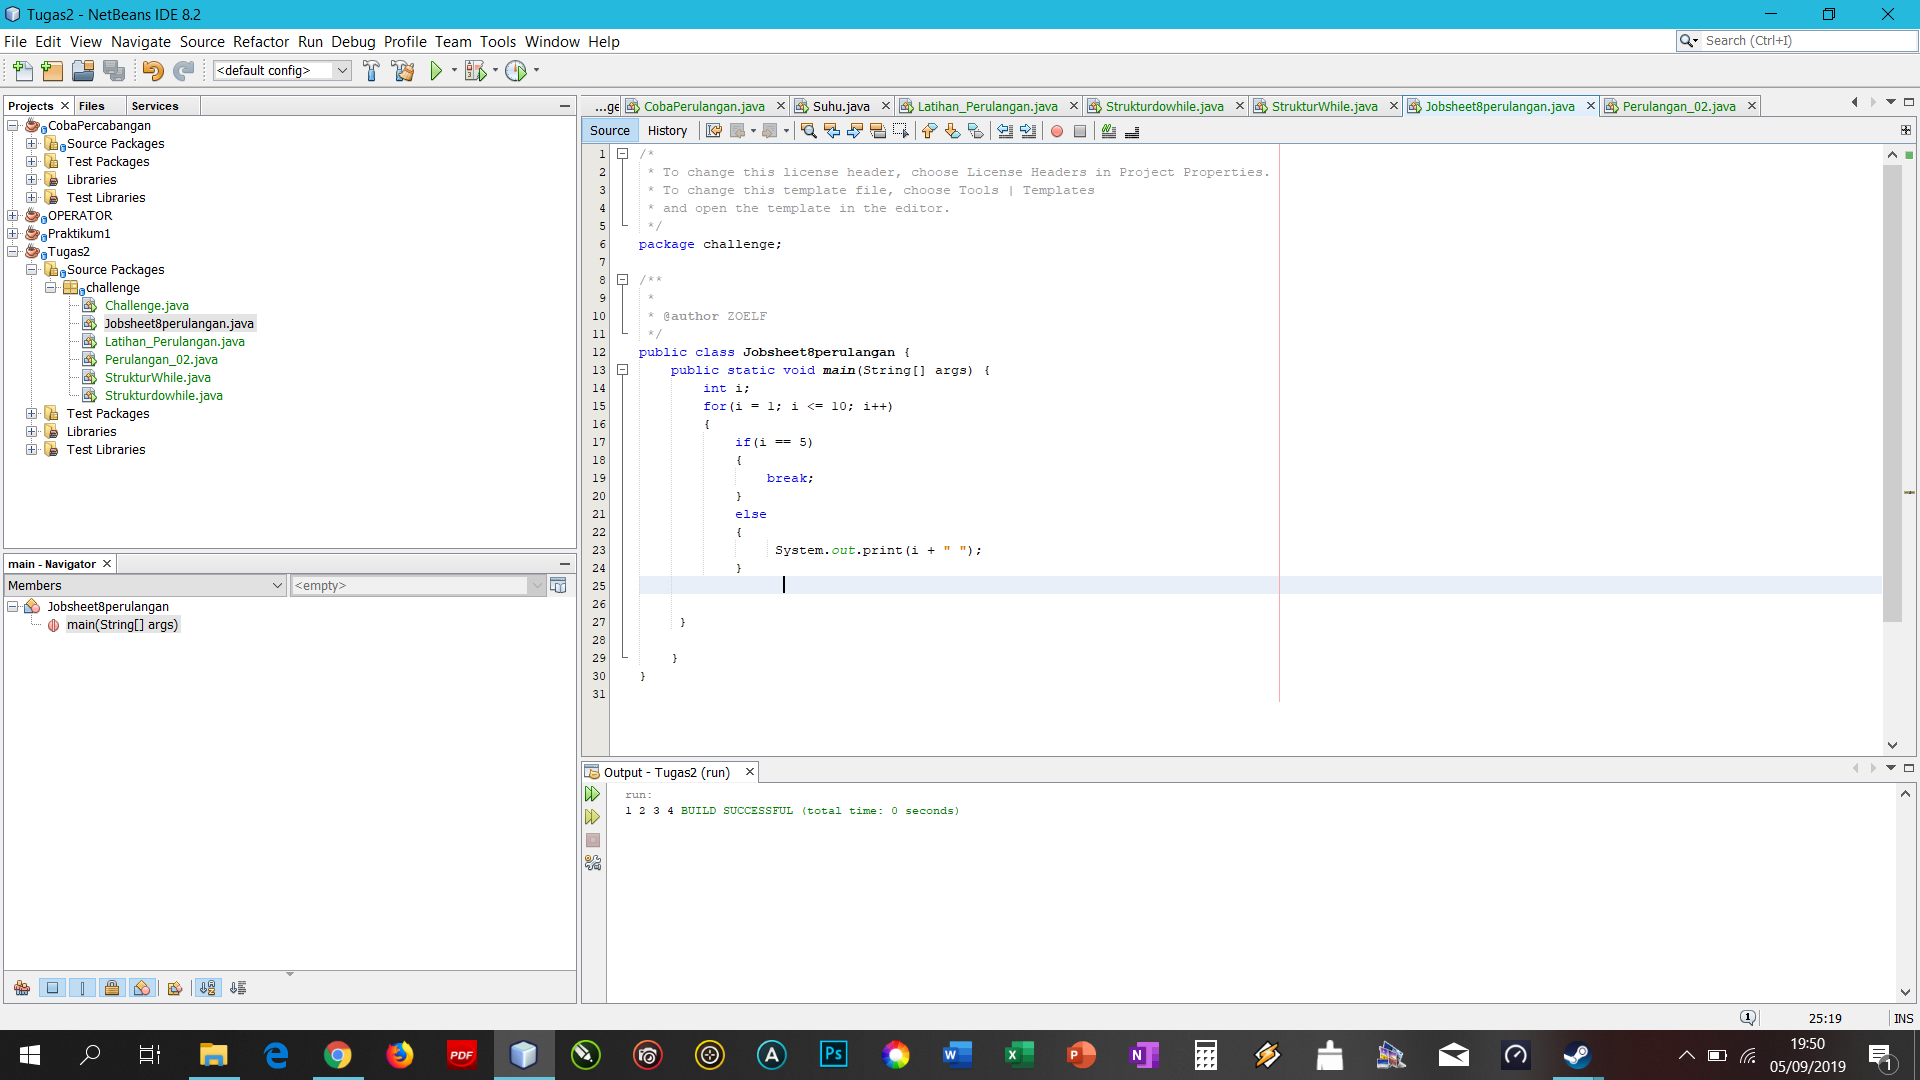 Tugas2 - NetBeans IDE 8.2
File Edit View Navigate Source Refactor Run Debug Profile Team Tools Window Help
Search (Ctrl+I)
<default config>
Projects Files Services
CobaPercabangan
Source Packages
Test Packages
Libraries
Test Libraries
OPERATOR
Praktikum1
Tugas2
Source Packages
challenge
Challenge.java
Jobsheet8perulangan.java
Latihan_Perulangan.java
Perulangan_02.java
StrukturWhile.java
Strukturdowhile.java
Test Packages
Libraries
Test Libraries
main - Navigator
Members
<empty>
Jobsheet8perulangan
main(String[] args)
...ge CobaPerulangan.java Suhu.java Latihan_Perulangan.java Strukturdowhile.java StrukturWhile.java Jobsheet8perulangan.java Perulangan_02.java
Source History
1 /*
2 * To change this license header, choose License Headers in Project Properties.
3 * To change this template file, choose Tools | Templates
4 * and open the template in the editor.
5 */
6 package challenge;
7
8 /**
9 *
10 * @author ZOELF
11 */
12 public class Jobsheet8perulangan {
13 public static void main(String[] args) {
14 int i;
15 for(i = 1; i <= 10; i++)
16 {
17 if(i == 5)
18 {
19 break;
20 }
21 else
22 {
23 System.out.print(i + " ");
24 }
25
26
27 }
28
29 }
30 }
31
Output - Tugas2 (run)
run:
1 2 3 4 BUILD SUCCESSFUL (total time: 0 seconds)
1
25:19
INS
PDF
A
Ps
W
X
P
N
19:50
05/09/2019
1